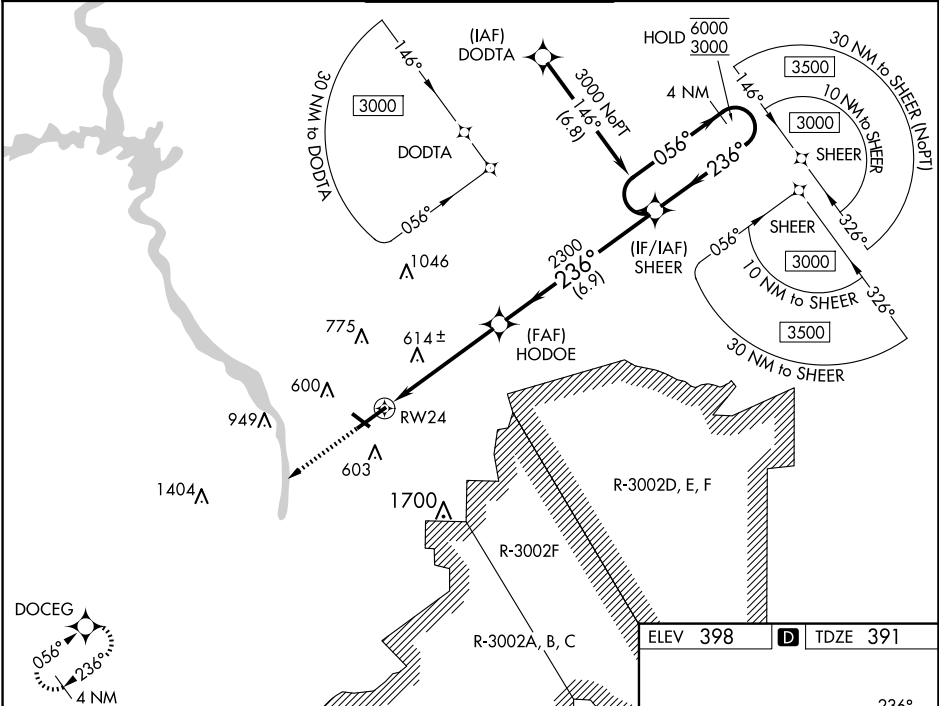 (IAF)
DODTA
3000 NoPT
146°
(6.8)
HOLD 6000
3000
4 NM
056°
236°
(IF/IAF)
SHEER
2300
236°
(6.9)
(FAF)
HODOE
RW24
30 NM to DODTA
146°
3000
DODTA
056°
30 NM to SHEER (NoPT)
3500
146°
10 NM to SHEER
3000
SHEER
326°
SHEER
056°
3000
10 NM to SHEER
326°
3500
30 NM to SHEER
1046
775
614 ±
600
949
603
1404
1700
R-3002D, E, F
R-3002F
R-3002A, B, C
DOCEG
056°
236°
4 NM
ELEV 398
D
TDZE 391
236°